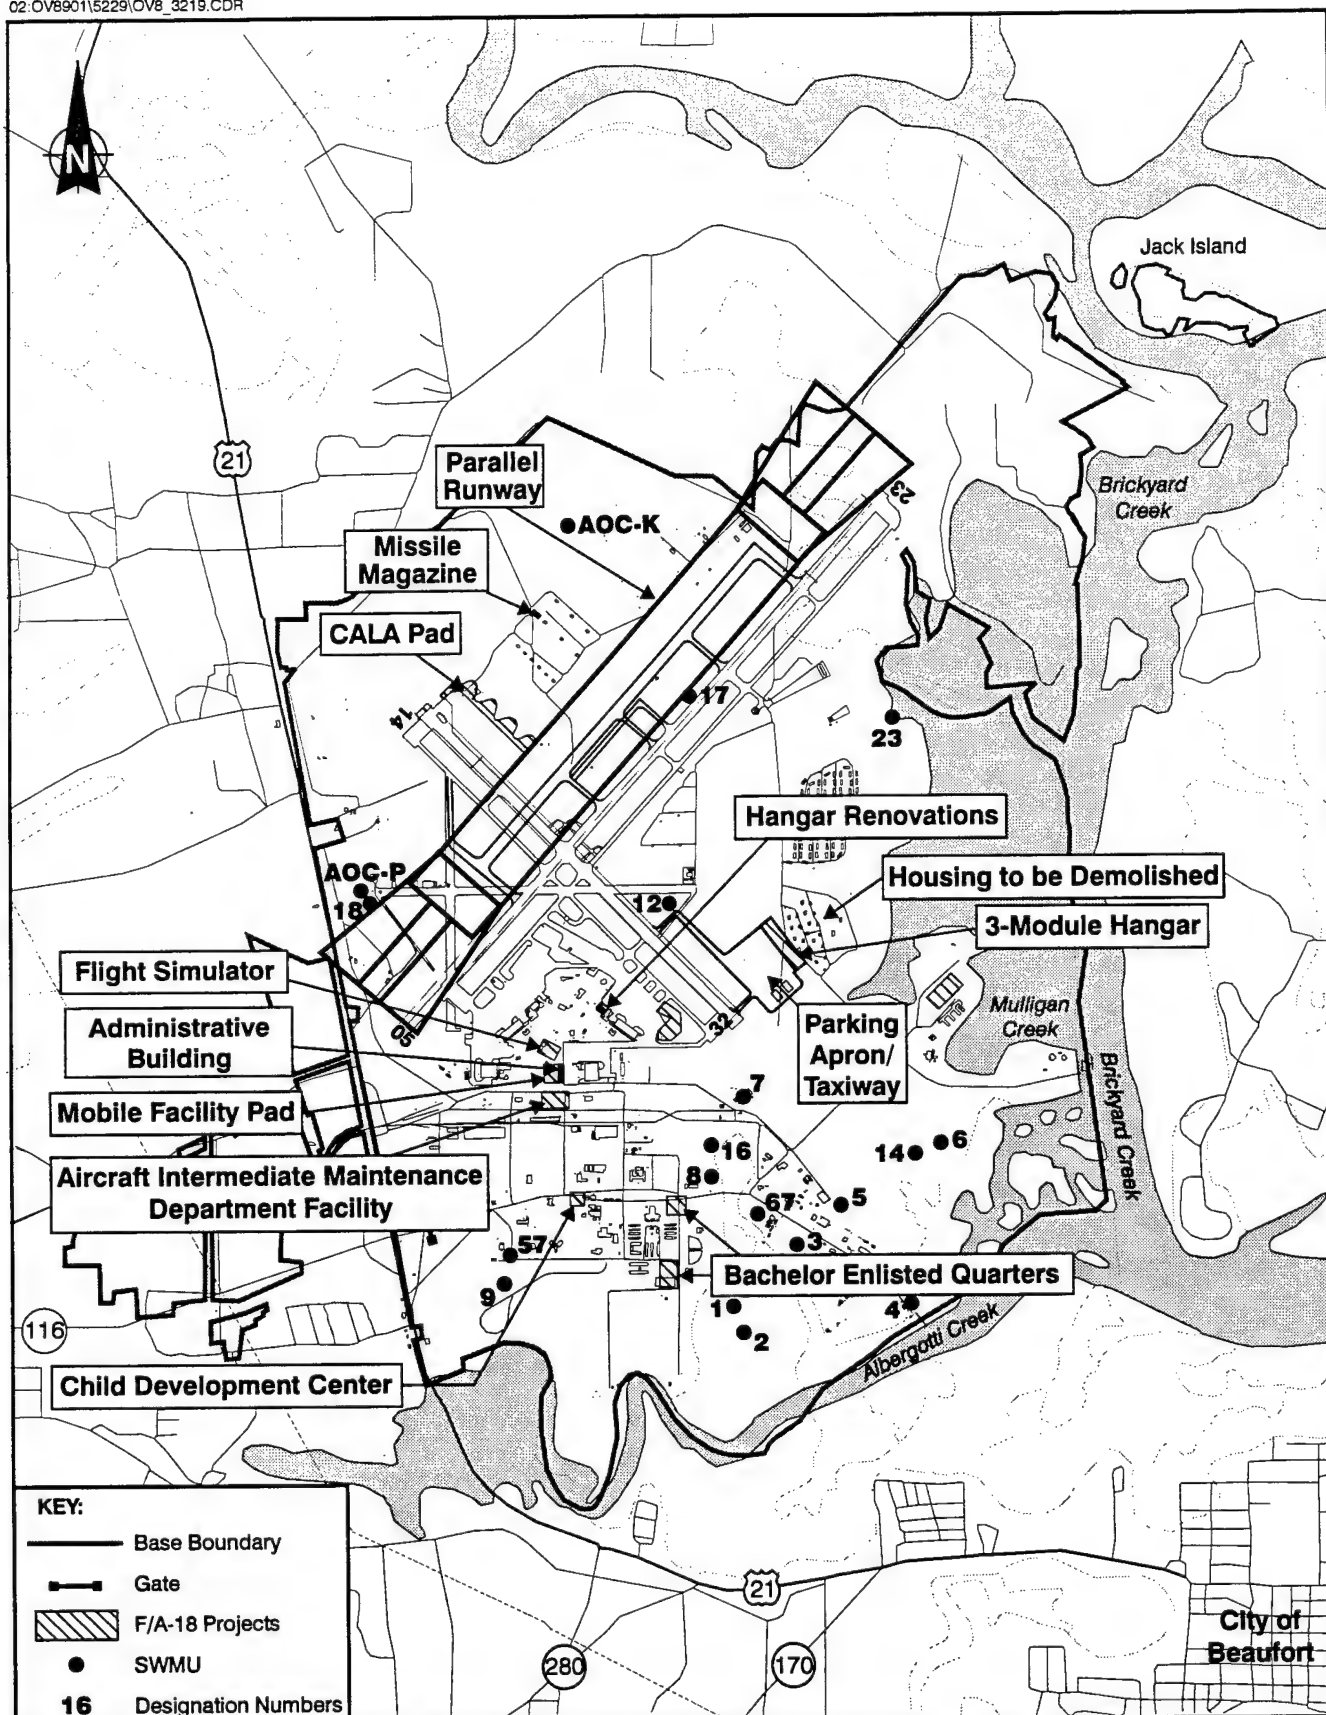 02:OV8901\5229\OV8_3219.CDR
N
Jack Island
21
Parallel
Runway
AOC-K
23
Brickyard
Creek
Missile
Magazine
CALA Pad
14
17
23
Hangar Renovations
AOC-P
18
12
Housing to be Demolished
3-Module Hangar
Flight Simulator
Administrative
Building
05
32
Parking
Apron/
Taxiway
Mulligan
Creek
Brickyard Creek
Mobile Facility Pad
7
16
8
14
6
Aircraft Intermediate Maintenance
Department Facility
67
5
3
57
9
Bachelor Enlisted Quarters
1
2
4
116
Albergotti Creek
Child Development Center
KEY:
Base Boundary
Gate
F/A-18 Projects
SWMU
16 Designation Numbers
21
280
170
City of
Beaufort